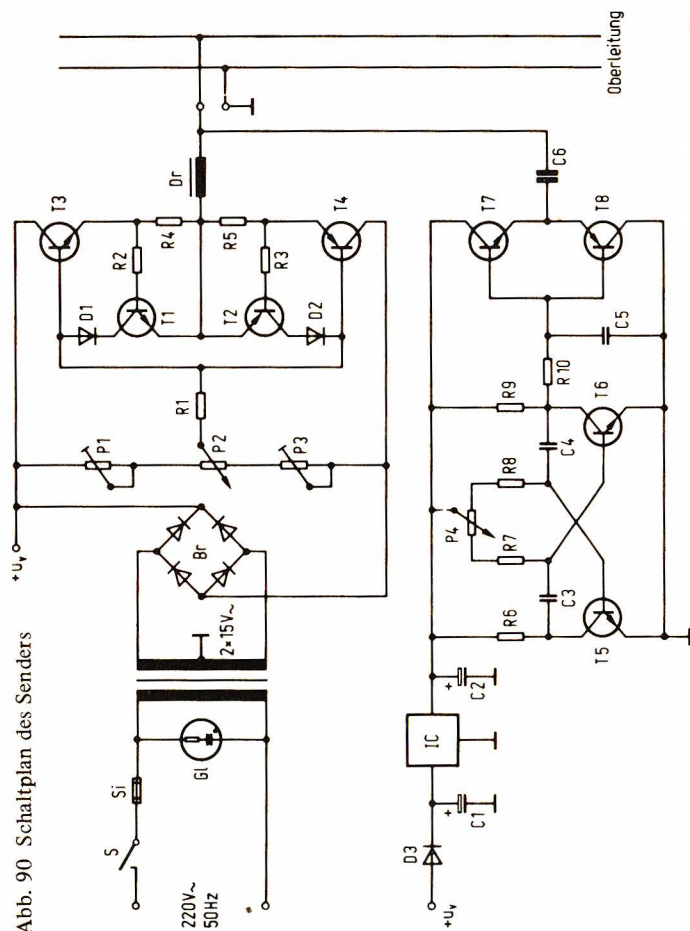 Abb. 90 Schaltplan des Senders
220V~
50Hz
S
Si
Gl
2×15V~
Br
+Uv
P1
P2
P3
R1
D1
T1
R2
T3
R4
T2
R3
R5
D2
T4
Dr
Oberleitung
+Uv
D3
+
C1
IC
+
C2
R6
C3
R7
P4
R8
C4
R9
T5
T6
R10
C5
T7
T8
C6